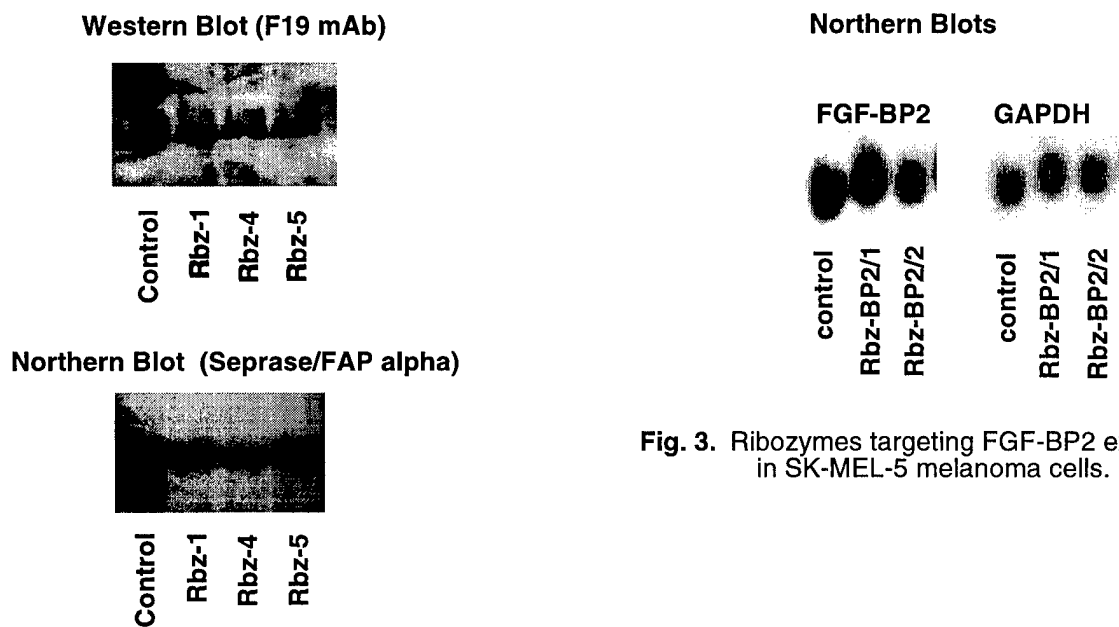 Western Blot (F19 mAb)
Control
Rbz-1
Rbz-4
Rbz-5
Northern Blot (Seprase/FAP alpha)
Control
Rbz-1
Rbz-4
Rbz-5
Northern Blots
FGF-BP2 GAPDH
control
Rbz-BP2/1
Rbz-BP2/2
control
Rbz-BP2/1
Rbz-BP2/2
Fig. 3. Ribozymes targeting FGF-BP2
in SK-MEL-5 melanoma cells.